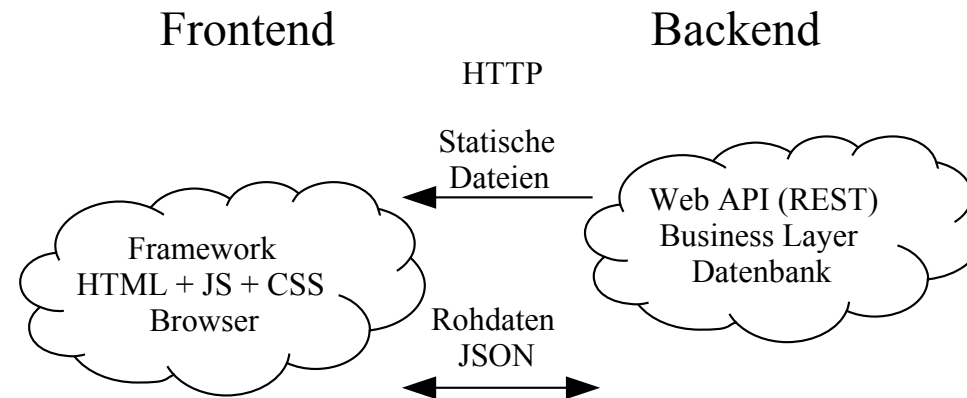 Frontend
Backend
HTTP
Statische
Dateien
Web API (REST)
Business Layer
Datenbank
Framework
HTML + JS + CSS
Browser
Rohdaten
JSON